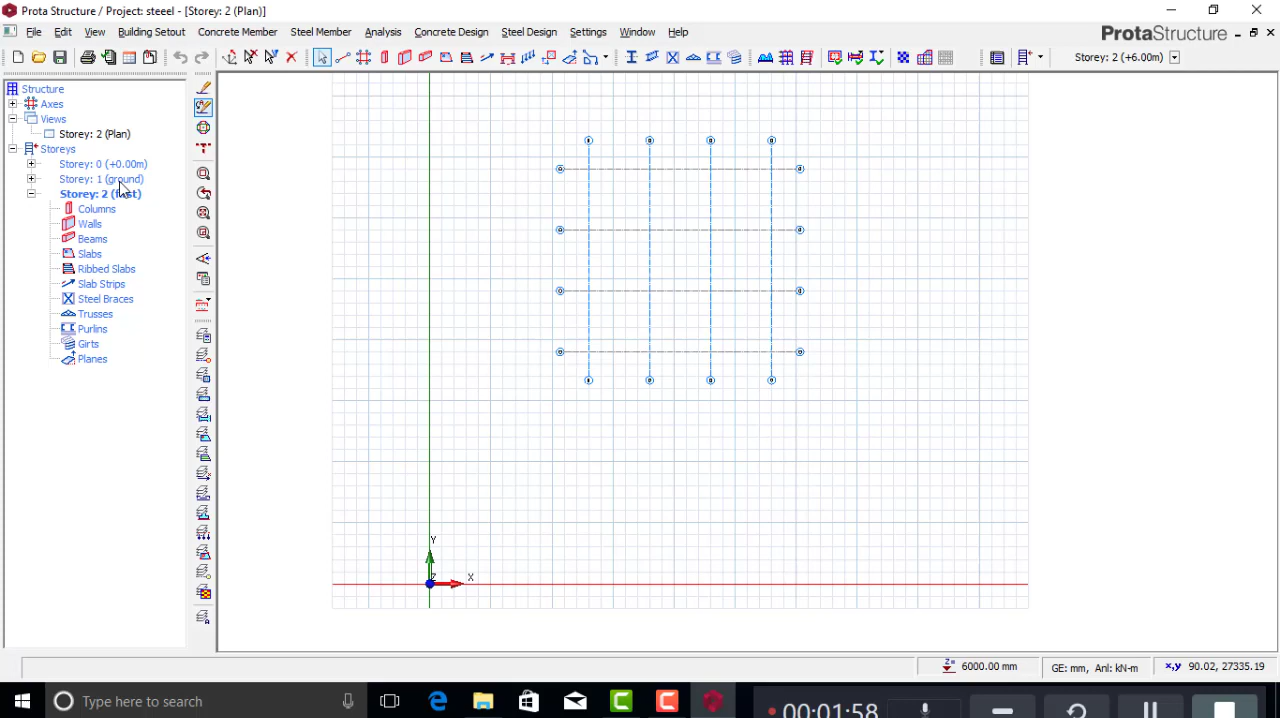 Prota Structure / Project: steeel - [Storey: 2 (Plan)]
File Edit View Building Setout Concrete Member Steel Member Analysis Concrete Design Steel Design Settings Window Help
ProtaStructure
Storey: 2 (+6.00m)
Structure
Axes
Views
Storey: 2 (Plan)
Storeys
Storey: 0 (+0.00m)
Storey: 1 (ground)
Storey: 2
Columns
Walls
Beams
Slabs
Ribbed Slabs
Slab Strips
Steel Braces
Trusses
Purlins
Girts
Planes
Y
Z
X
Z= 6000.00 mm
GE: mm, Anl: kN-m
x,y 90.02, 27335.19
Type here to search
00:01:58